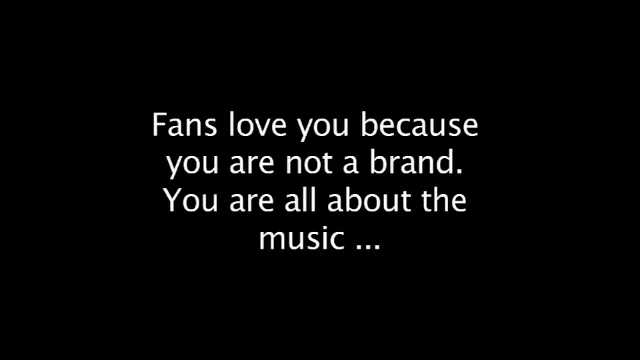 Fans love you because
you are not a brand.
You are all about the
music ...